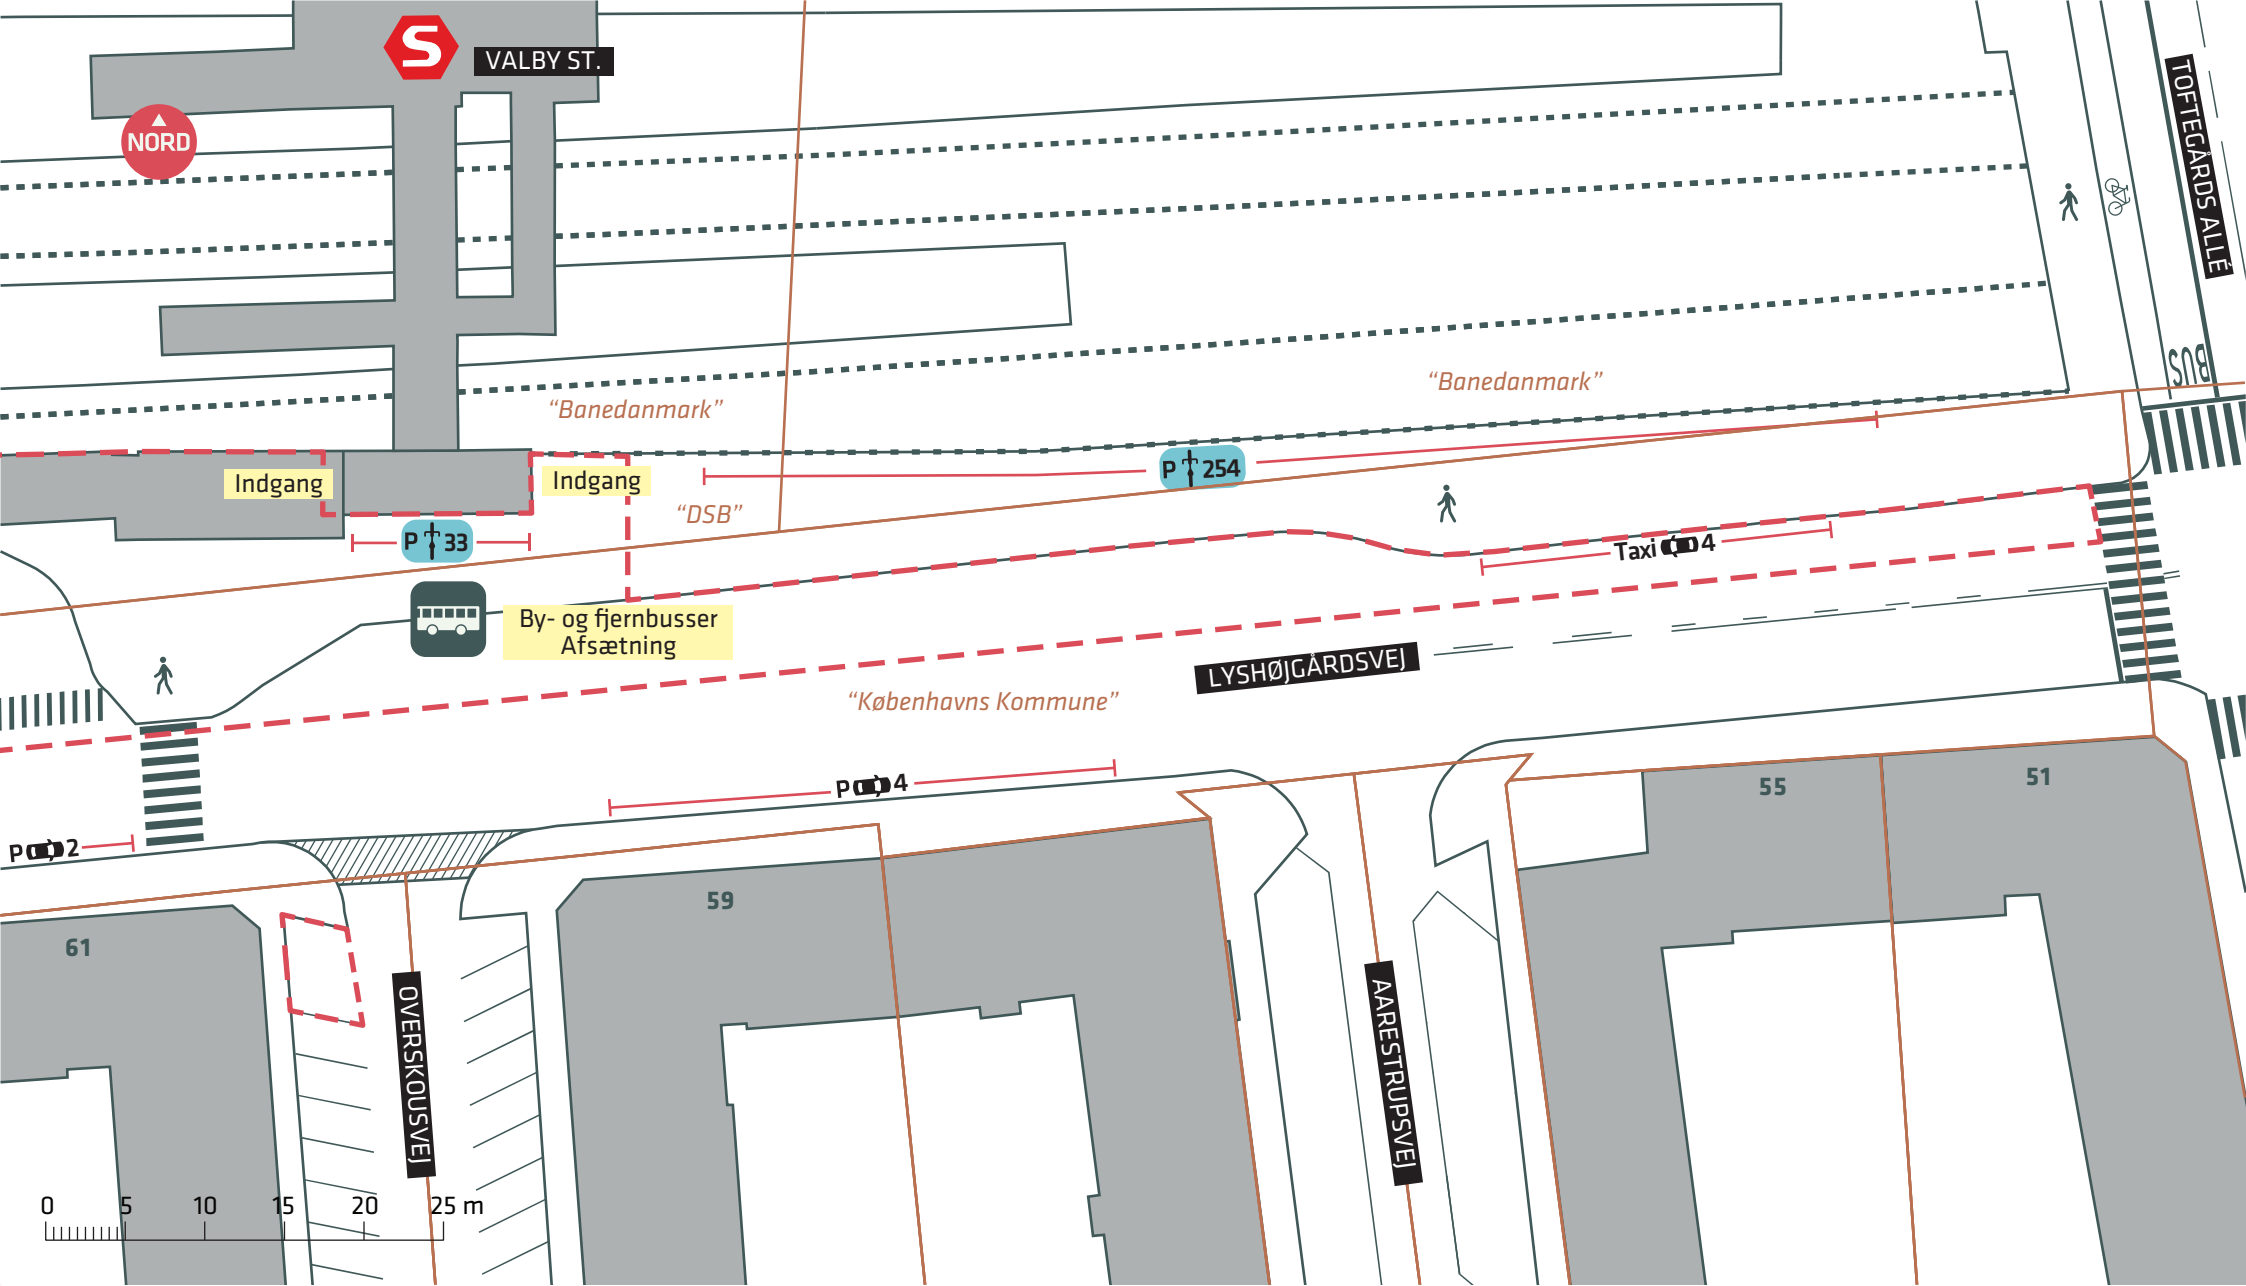 S
VALBY ST.
NORD
TOFTEGÅRDS ALLÉ
BUS
“Banedanmark”
“Banedanmark”
Indgang
Indgang
P 254
“DSB”
P 33
Taxi 4
By- og fjernbusser
Afsætning
LYSHØJGÅRDSVEJ
“Københavns Kommune”
P 4
P 2
55
51
59
61
OVERSKOUSVEJ
AARESTRUPSVEJ
0 5 10 15 20 25 m